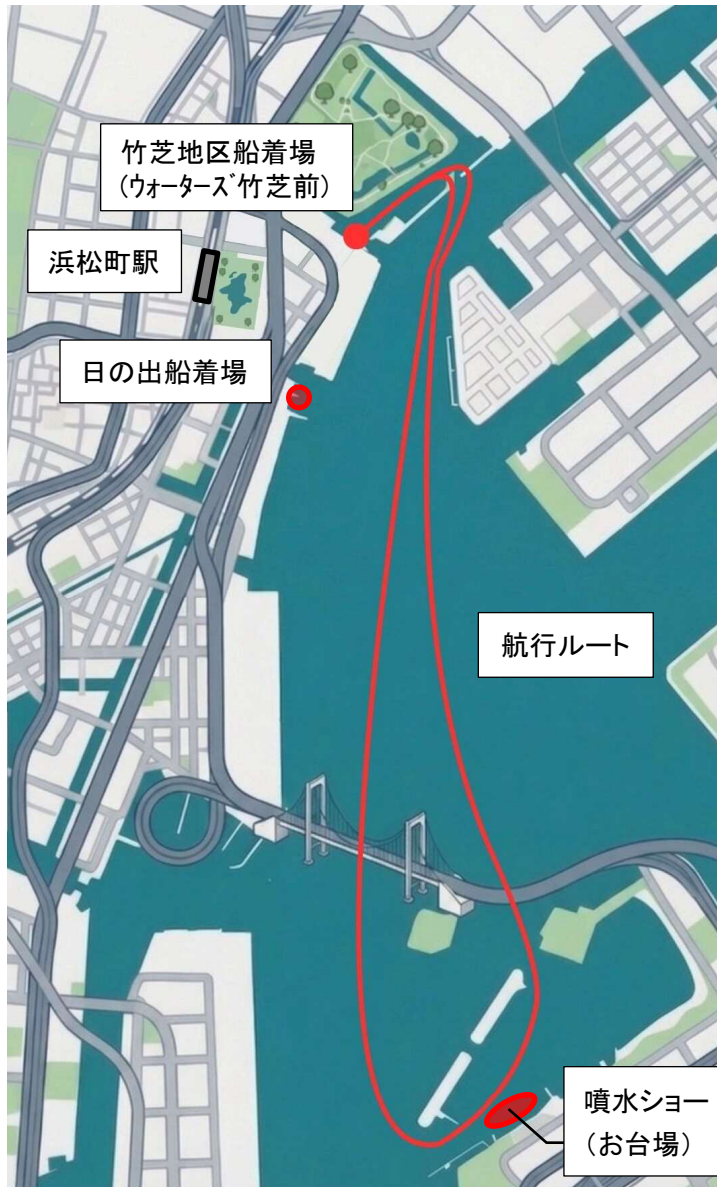 竹芝地区船着場
(ウォーターズ竹芝前)
浜松町駅
日の出船着場
航行ルート
噴水ショー
(お台場)